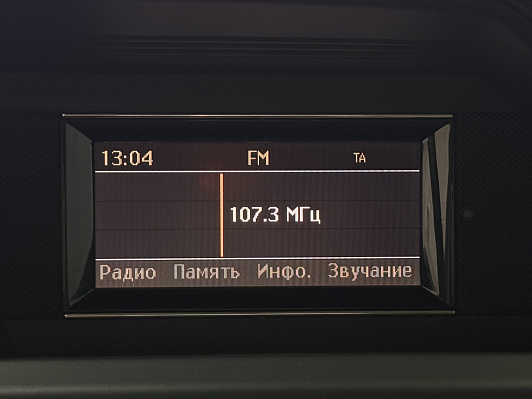 13:04 FM TA
107.3 МГц
Радио Память Инфо. Звучание